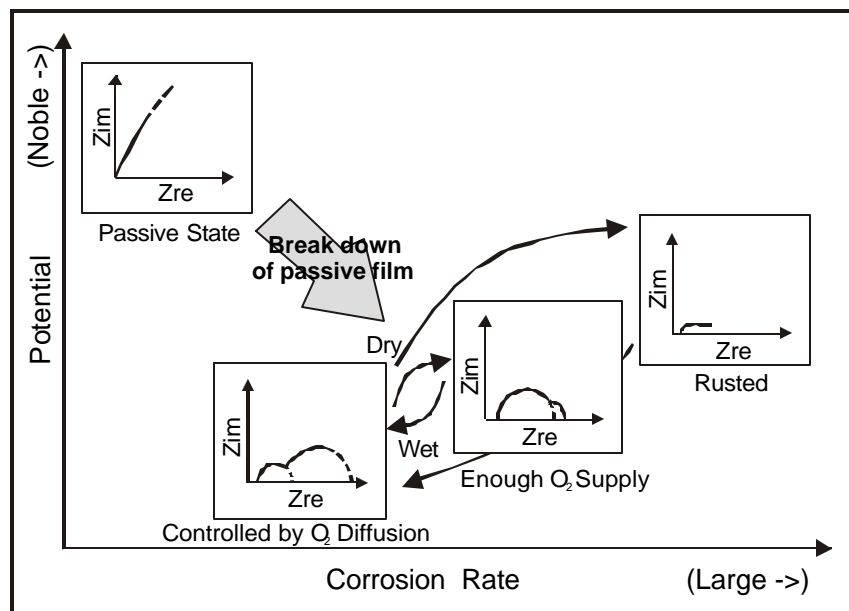 (Noble ->)
Potential
Zim
Zre
Passive State
Break down
of passive film
Dry
Wet
Zim
Zre
Rusted
Zim
Zre
Enough O₂ Supply
Zim
Zre
Controlled by O₂ Diffusion
Corrosion Rate
(Large ->)